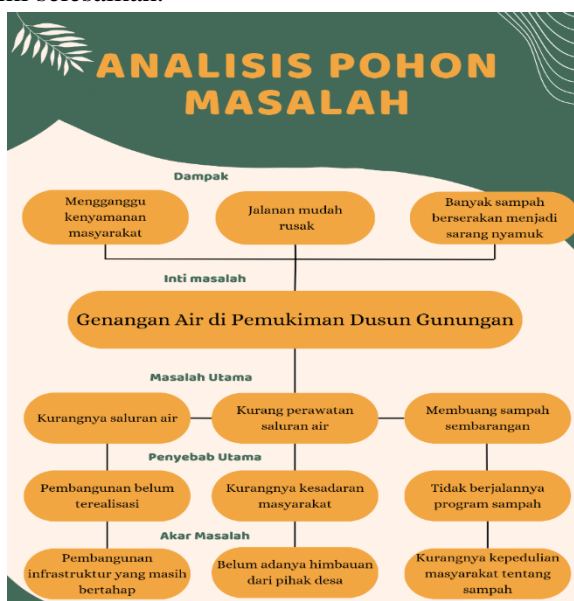 ANALISIS POHON
MASALAH
Dampak
Mengganggu
kenyamanan
masyarakat
Jalanan mudah
rusak
Banyak sampah
berserakan menjadi
sarang nyamuk
Inti masalah
Genangan Air di Pemukiman Dusun Gunungan
Masalah Utama
Kurangnya saluran air
Kurang perawatan
saluran air
Membuang sampah
sembarangan
Penyebab Utama
Pembangunan belum
terealisasi
Kurangnya kesadaran
masyarakat
Tidak berjalannya
program sampah
Akar Masalah
Pembangunan
infrastruktur yang masih
bertahap
Belum adanya himbauan
dari pihak desa
Kurangnya kepedulian
masyarakat tentang
sampah